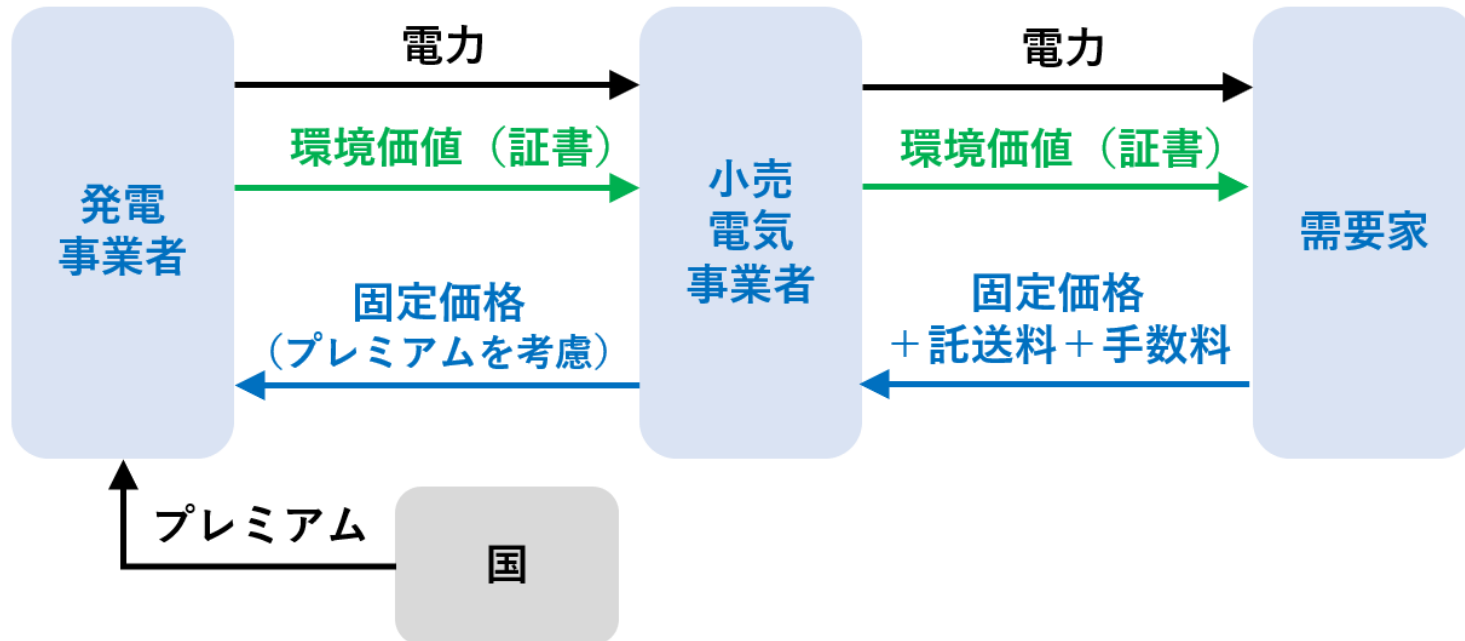 電力
電力
環境価値（証書）
環境価値（証書）
発電
事業者
小売
電気
事業者
需要家
固定価格
（プレミアムを考慮）
固定価格
＋託送料＋手数料
プレミアム
国